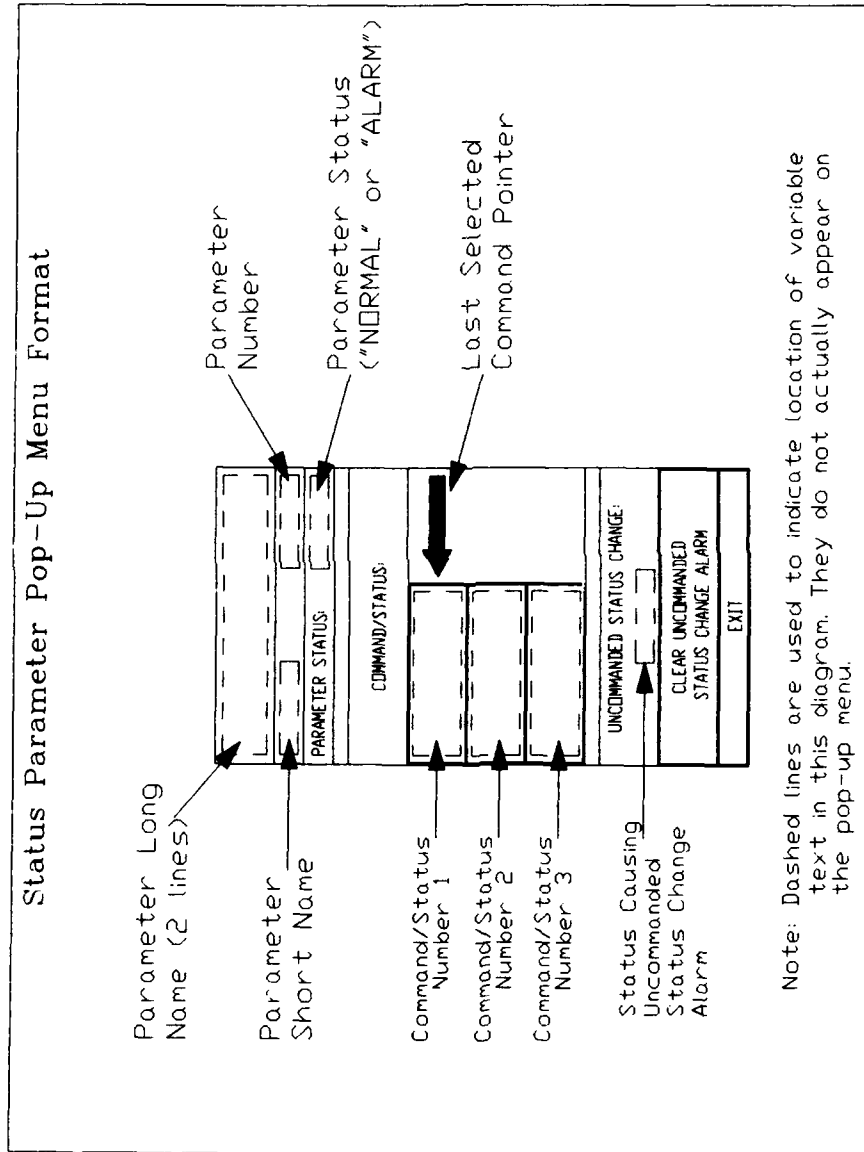 Status Parameter Pop-Up Menu Format
Parameter Long
Name (2 lines)
Parameter
Short Name
Command/Status
Number 1
Command/Status
Number 2
Command/Status
Number 3
Status Causing
Uncommanded
Status Change
Alarm
PARAMETER STATUS:
COMMAND/STATUS:
UNCOMMANDED STATUS CHANGE:
CLEAR UNCOMMANDED
STATUS CHANGE ALARM
EXIT
Parameter
Number
Parameter Status
("NORMAL" or "ALARM")
Last Selected
Command Pointer
Note: Dashed lines are used to indicate location of variable
text in this diagram. They do not actually appear on
the pop-up menu.